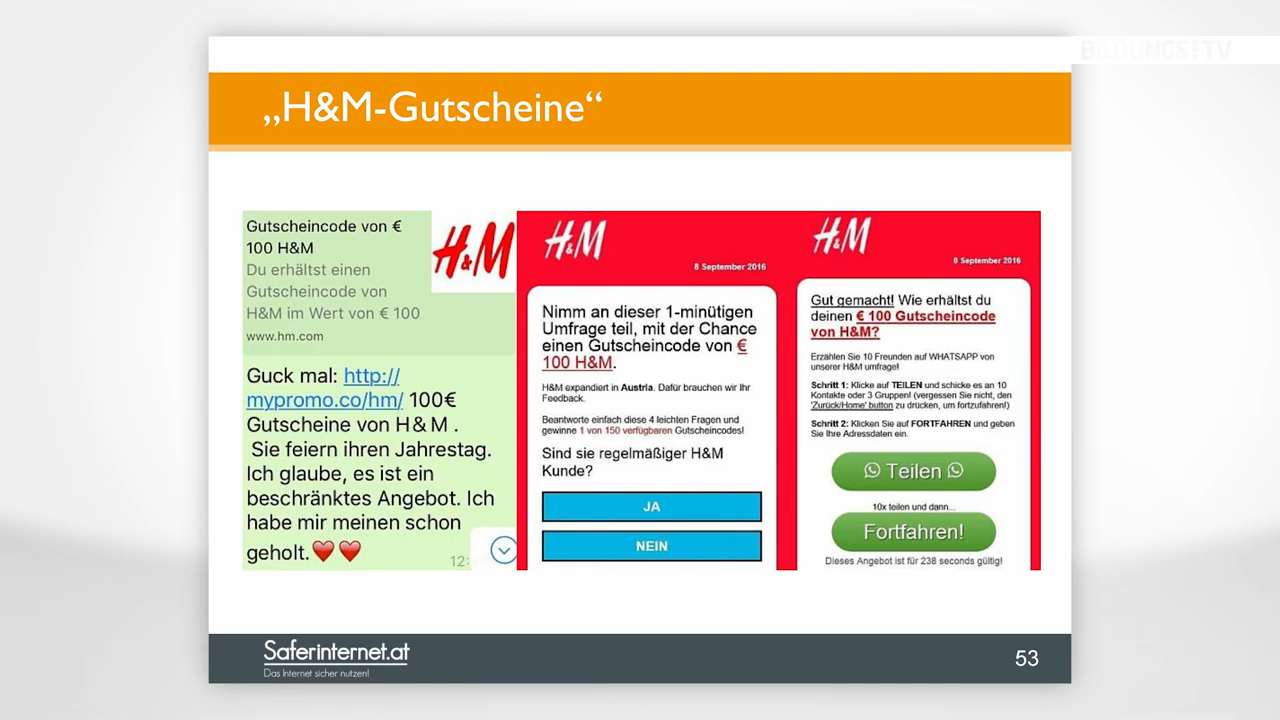 BILDUNGS TV
„H&M-Gutscheine“
Gutscheincode von €
100 H&M
Du erhältst einen
Gutscheincode von
H&M im Wert von € 100
www.hm.com
H&M
Guck mal: http://
mypromo.co/hm/ 100€
Gutscheine von H & M .
Sie feiern ihren Jahrestag.
Ich glaube, es ist ein
beschränktes Angebot. Ich
habe mir meinen schon
geholt.❤️❤️
12:
H&M
8 September 2016
Nimm an dieser 1-minütigen
Umfrage teil, mit der Chance
einen Gutscheincode von €
100 H&M.
H&M expandiert in Austria. Dafür brauchen wir Ihr
Feedback.
Beantworte einfach diese 4 leichten Fragen und
gewinne 1 von 150 verfügbaren Gutscheincodes!
Sind sie regelmäßiger H&M
Kunde?
JA
NEIN
H&M
8 September 2016
Gut gemacht! Wie erhältst du
deinen € 100 Gutscheincode
von H&M?
Erzählen Sie 10 Freunden auf WHATSAPP von
unserer H&M umfrage!
Schritt 1: Klicke auf TEILEN und schicke es an 10
Kontakte oder 3 Gruppen! (vergessen Sie nicht, den
'Zurück/Home' button zu drücken, um fortzufahren!)
Schritt 2: Klicken Sie auf FORTFAHREN und geben
Sie Ihre Adressdaten ein.
Teilen
10x teilen und dann...
Fortfahren!
Dieses Angebot ist für 238 seconds gültig!
Saferinternet.at
Das Internet sicher nutzen!
53